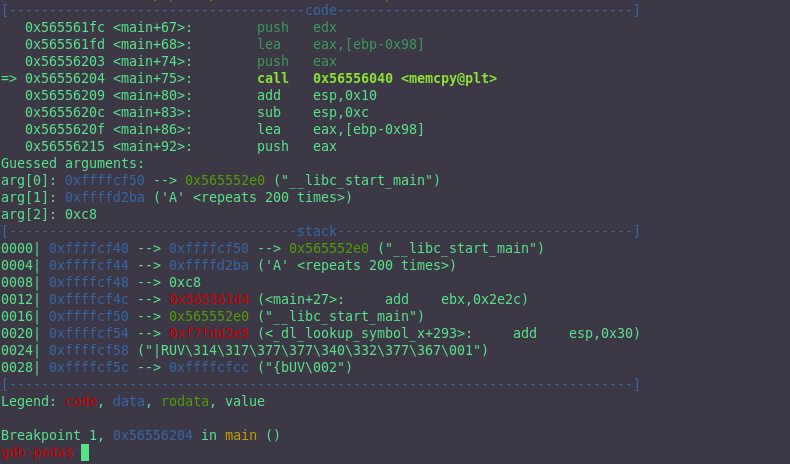 [-------------------------------------code-------------------------------------]
   0x565561fc <main+67>:        push   edx
   0x565561fd <main+68>:        lea    eax,[ebp-0x98]
   0x56556203 <main+74>:        push   eax
=> 0x56556204 <main+75>:        call   0x56556040 <memcpy@plt>
   0x56556209 <main+80>:        add    esp,0x10
   0x5655620c <main+83>:        sub    esp,0xc
   0x5655620f <main+86>:        lea    eax,[ebp-0x98]
   0x56556215 <main+92>:        push   eax
Guessed arguments:
arg[0]: 0xffffcf50 --> 0x565552e0 ("__libc_start_main")
arg[1]: 0xffffd2ba ('A' <repeats 200 times>)
arg[2]: 0xc8
[------------------------------------stack-------------------------------------]
0000| 0xffffcf40 --> 0xffffcf50 --> 0x565552e0 ("__libc_start_main")
0004| 0xffffcf44 --> 0xffffd2ba ('A' <repeats 200 times>)
0008| 0xffffcf48 --> 0xc8
0012| 0xffffcf4c --> 0x565561d4 (<main+27>:     add    ebx,0x2e2c)
0016| 0xffffcf50 --> 0x565552e0 ("__libc_start_main")
0020| 0xffffcf54 --> 0xf7fdd2c5 (<_dl_lookup_symbol_x+293>:     add    esp,0x30)
0024| 0xffffcf58 ("|RUV\314\317\377\377\340\332\377\367\001")
0028| 0xffffcf5c --> 0xffffcfcc ("{bUV\002")
[------------------------------------------------------------------------------]
Legend: code, data, rodata, value
Breakpoint 1, 0x56556204 in main ()
gdb-peda$